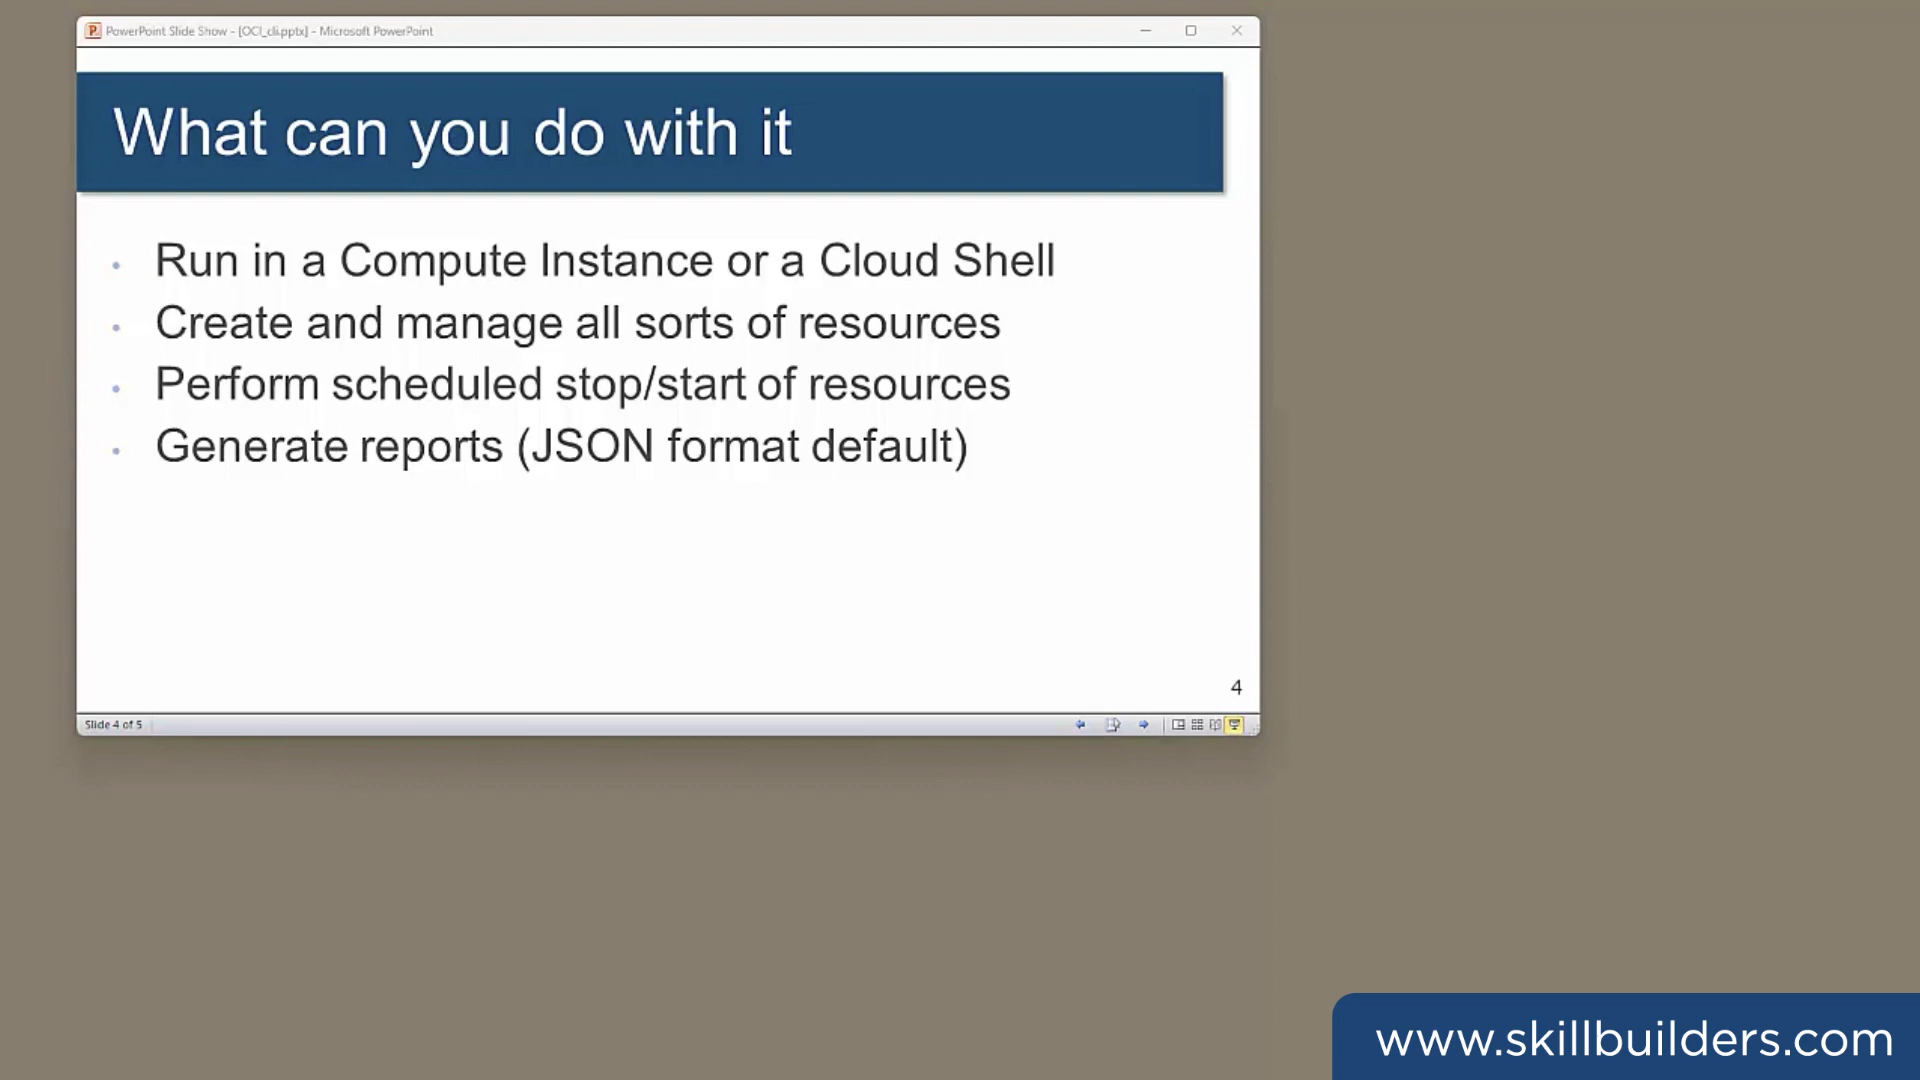 PowerPoint Slide Show - [OCI_cli.pptx] - Microsoft PowerPoint
What can you do with it
• Run in a Compute Instance or a Cloud Shell
• Create and manage all sorts of resources
• Perform scheduled stop/start of resources
• Generate reports (JSON format default)
4
Slide 4 of 5
www.skillbuilders.com